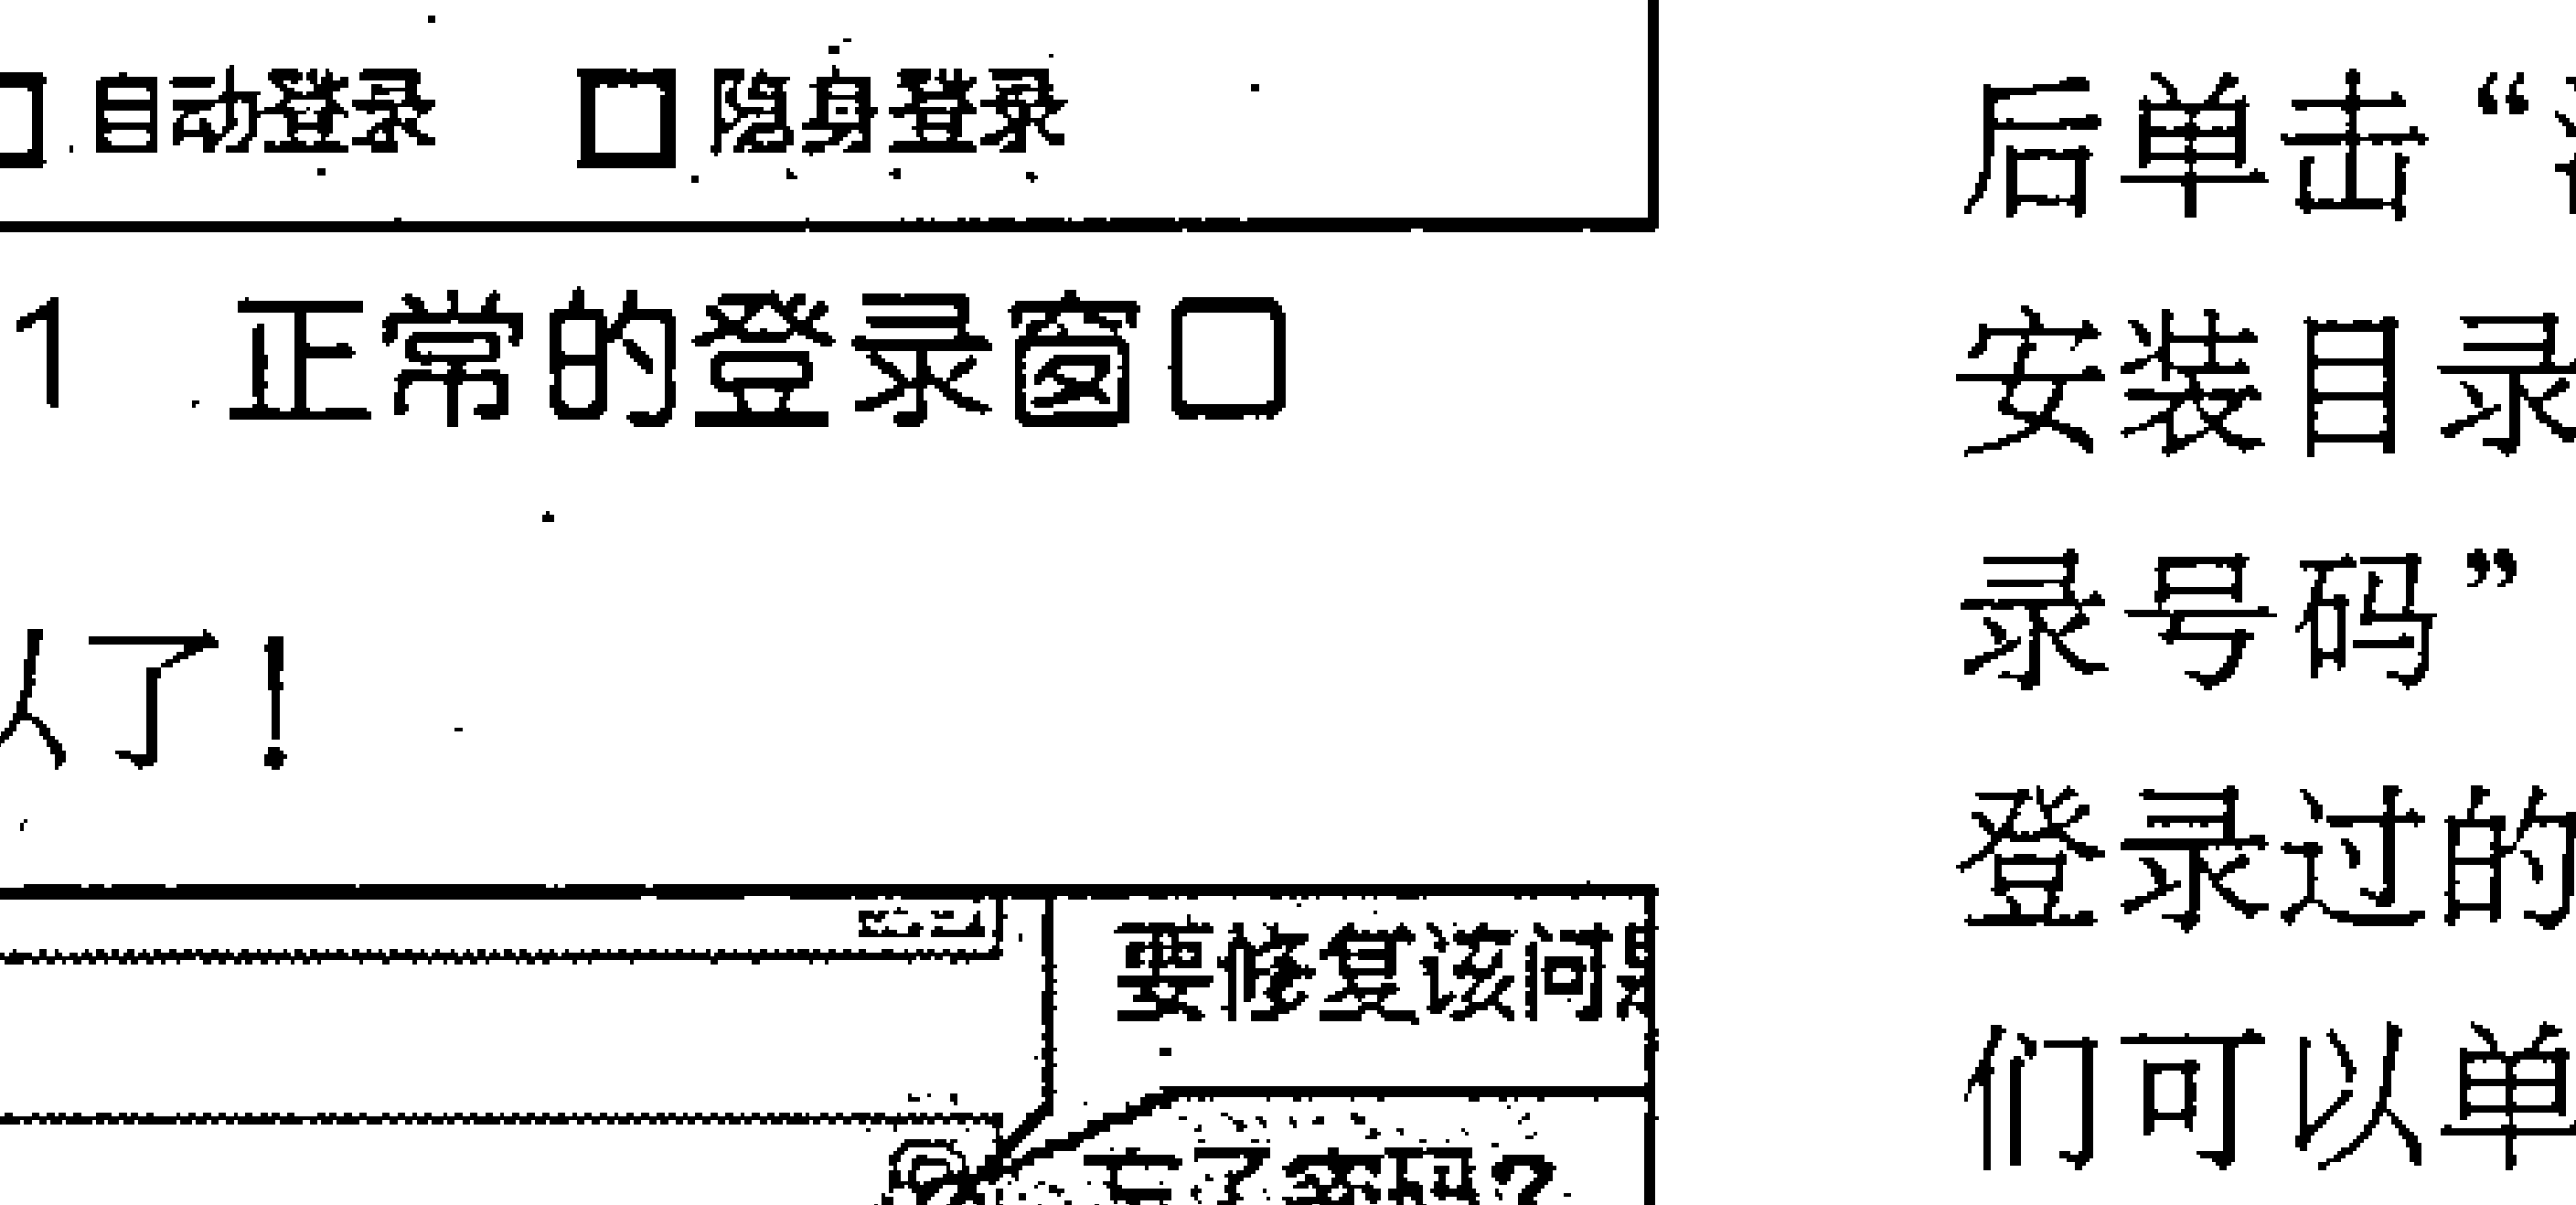 自动登录 隐身登录
1 正常的登录窗口
以了!
要修复该问
忘了密码?
后单击“
安装目录
录号码”
登录过的
们可以单